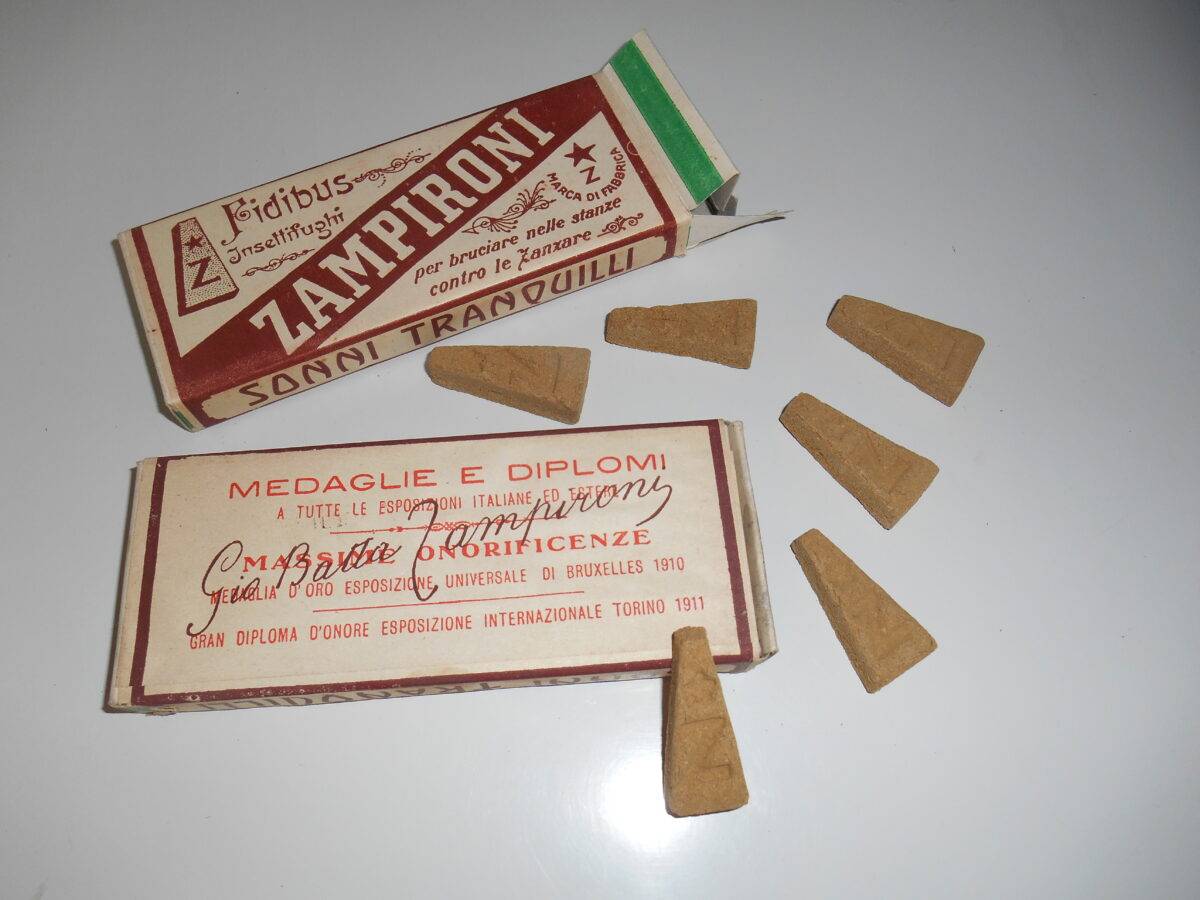 Fidibus
Insettifughi
Z
ZAMPIRONI
Z
MARCA DI FABBRICA
per bruciare nelle stanze
contro le Zanzare
SONNI TRANQUILLI
MEDAGLIE E DIPLOMI
A TUTTE LE ESPOSIZIONI ITALIANE ED ESTERE
MASSIME ONORIFICENZE
Gio Batta Zampironi
MEDAGLIA D'ORO ESPOSIZIONE UNIVERSALE DI BRUXELLES 1910
GRAN DIPLOMA D'ONORE ESPOSIZIONE INTERNAZIONALE TORINO 1911
SONNI TRANQUILLI